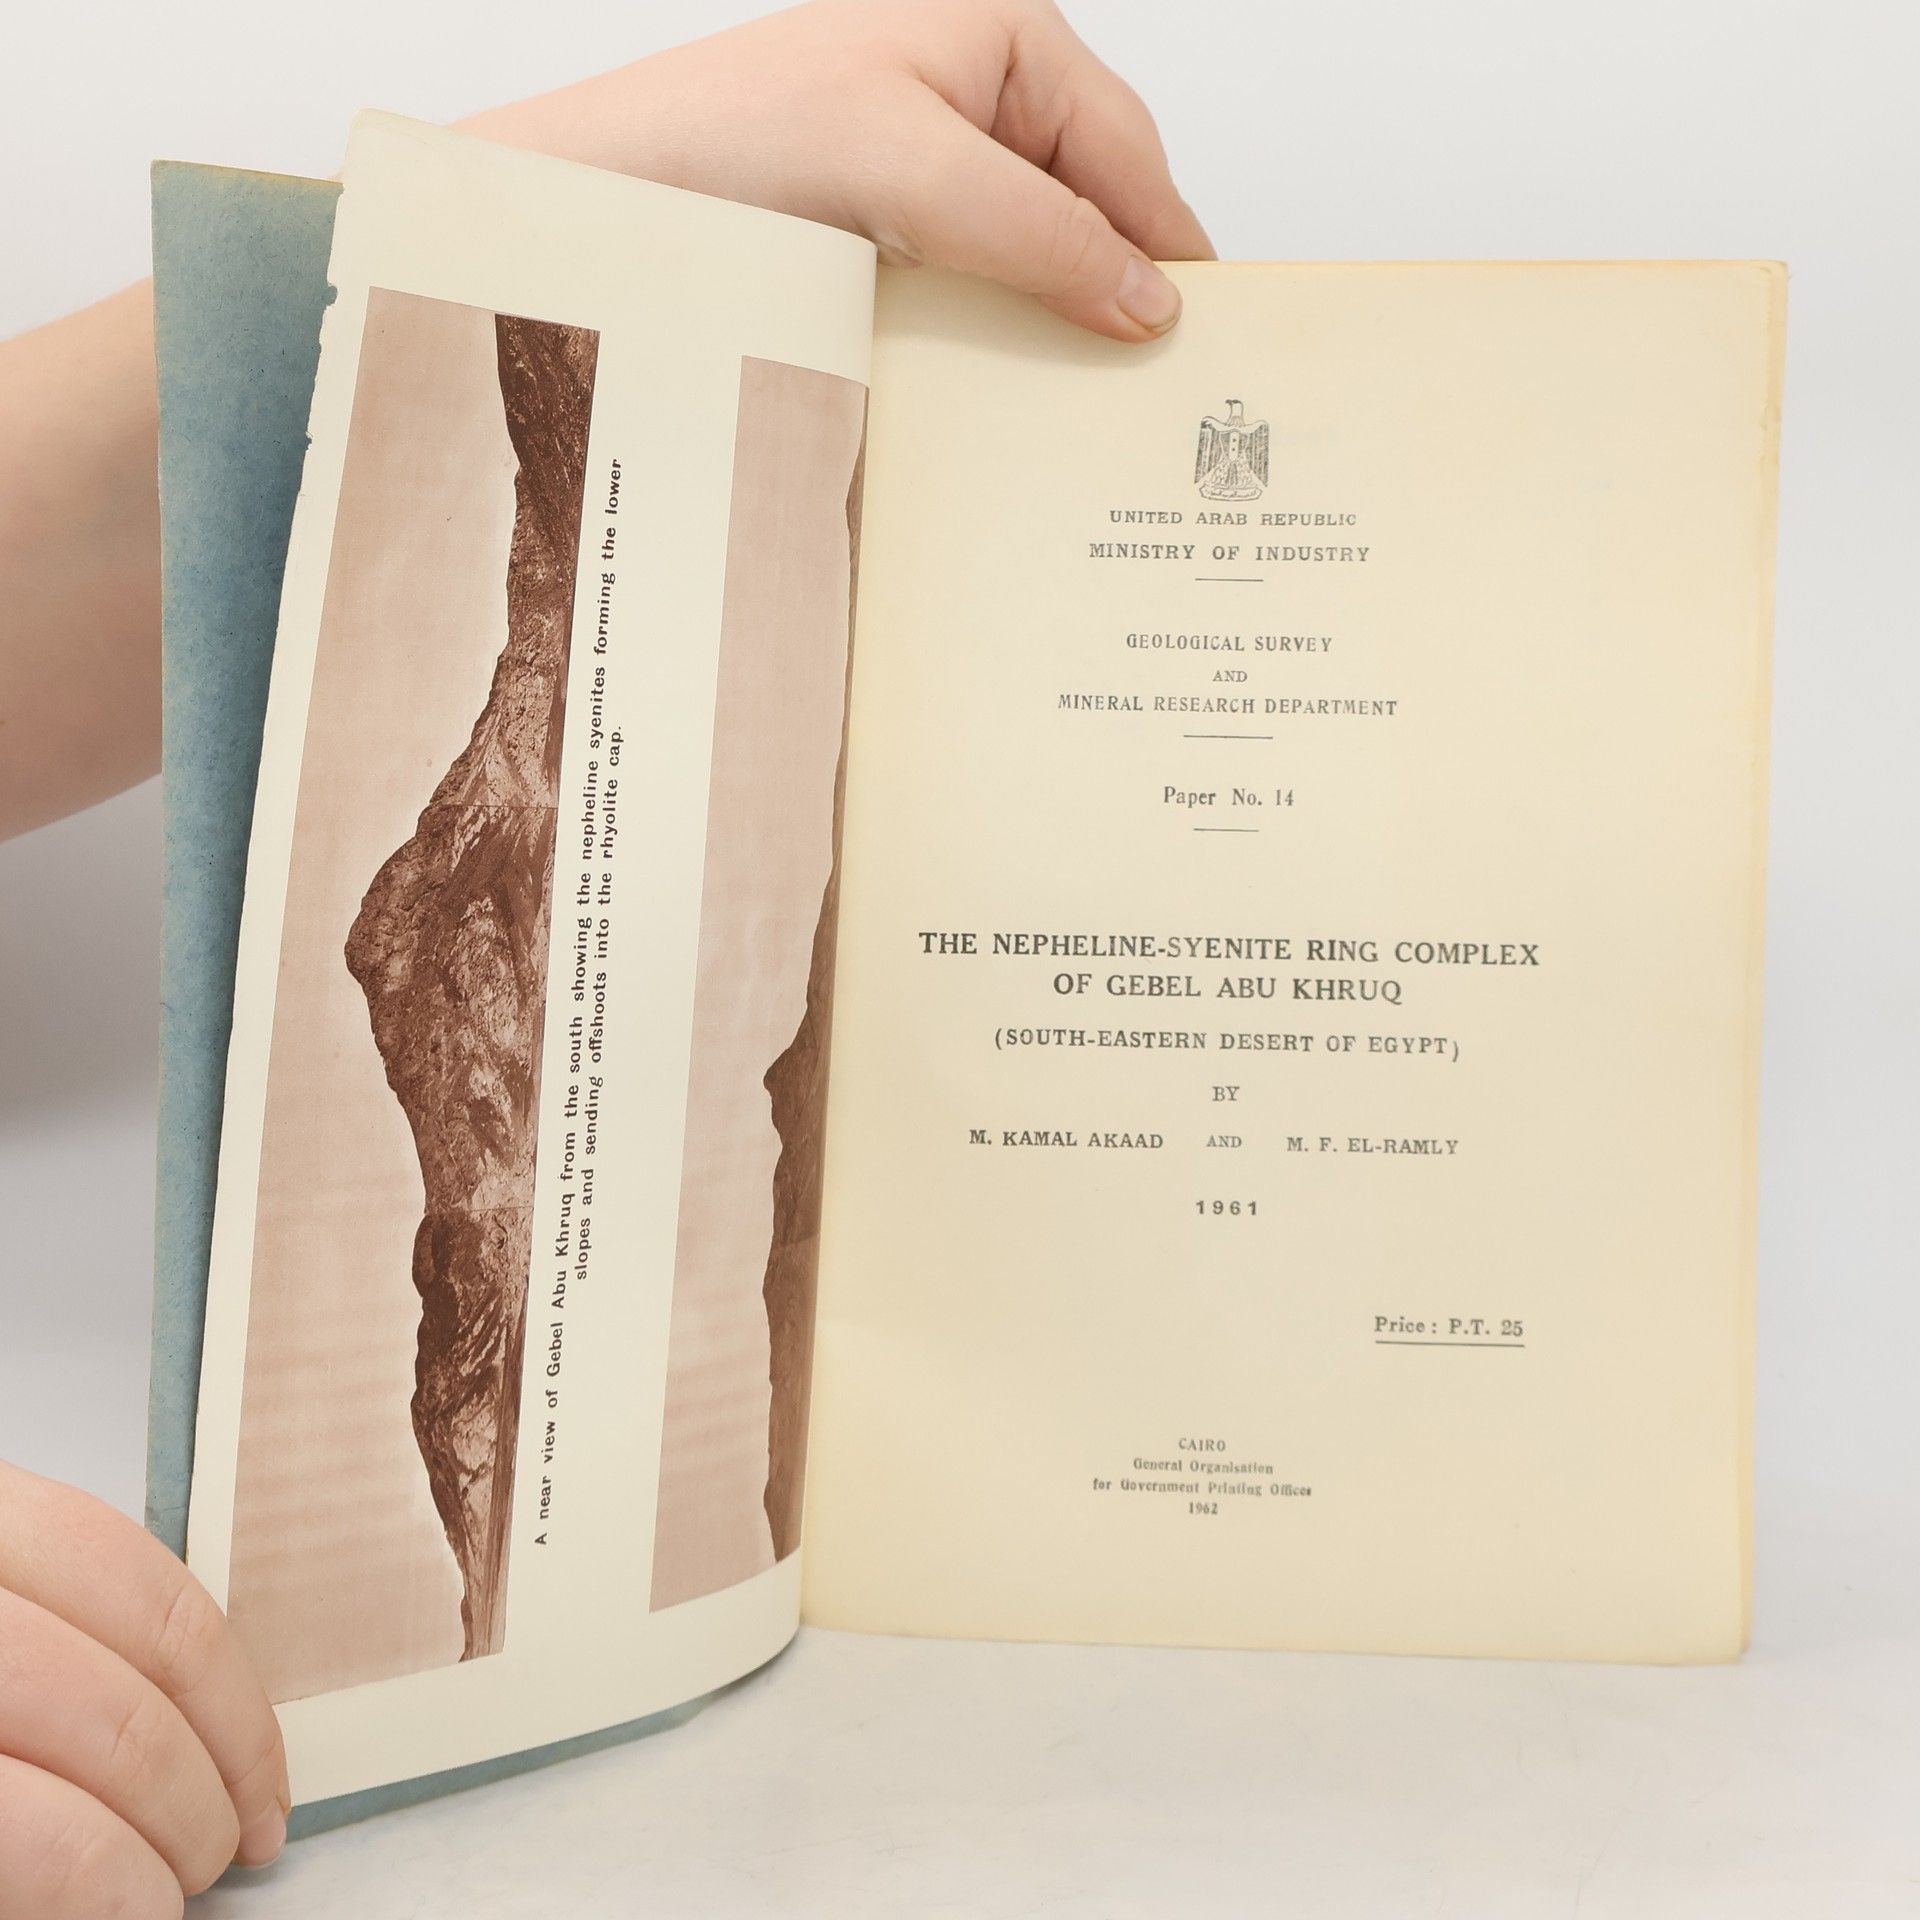 A near view of Gebel Abu Khruq from the south showing the nepheline syenites forming the lower
slopes and sending offshoots into the rhyolite cap.
UNITED ARAB REPUBLIC
MINISTRY OF INDUSTRY
GEOLOGICAL SURVEY
AND
MINERAL RESEARCH DEPARTMENT
Paper No. 14
THE NEPHELINE-SYENITE RING COMPLEX
OF GEBEL ABU KHRUQ
(SOUTH-EASTERN DESERT OF EGYPT)
BY
M. KAMAL AKAAD AND M. F. EL-RAMLY
1961
Price : P.T. 25
CAIRO
General Organisation
for Government Printing Offices
1962